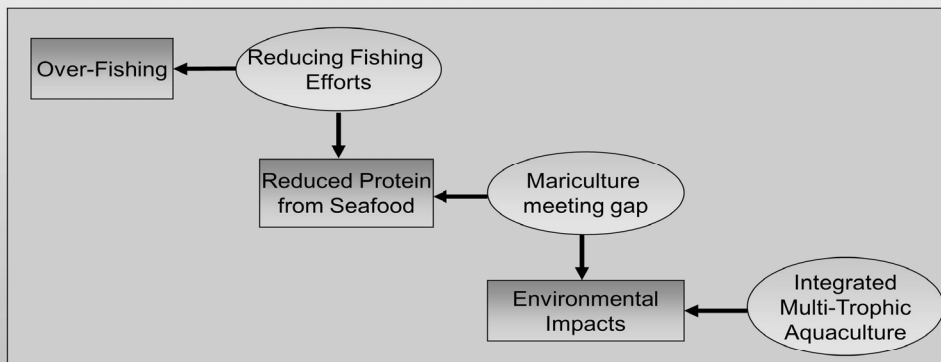 Over-Fishing
Reducing Fishing
Efforts
Reduced Protein
from Seafood
Mariculture
meeting gap
Environmental
Impacts
Integrated
Multi-Trophic
Aquaculture